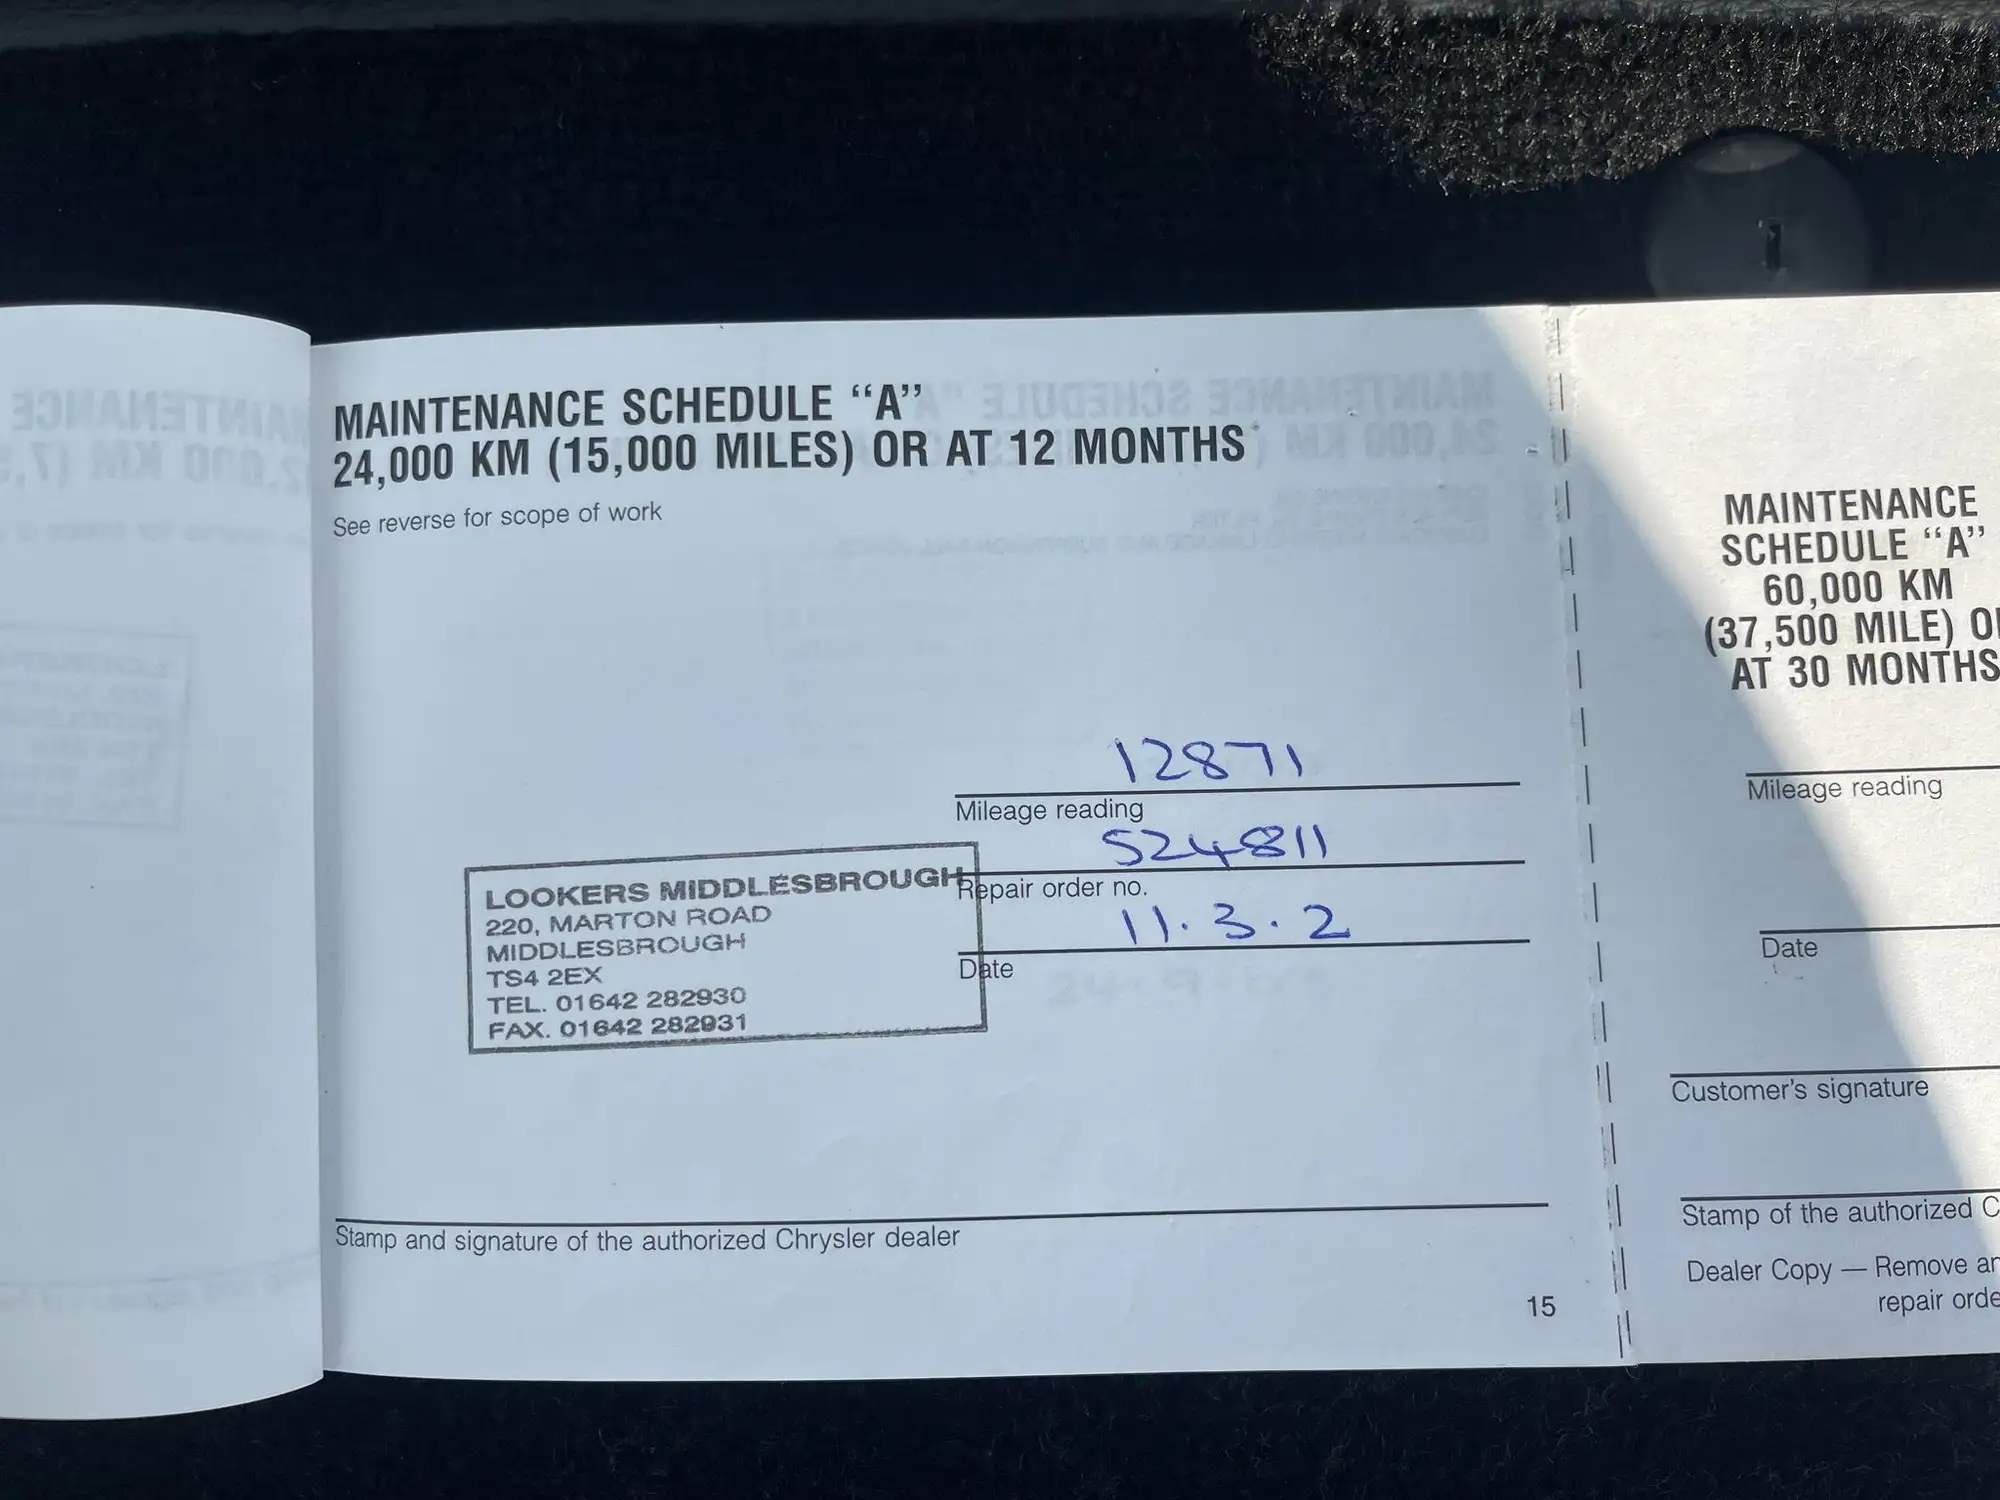 MAINTENANCE SCHEDULE “A”
24,000 KM (15,000 MILES) OR AT 12 MONTHS
See reverse for scope of work
12871
Mileage reading
524811
Repair order no.
11.3.2
Date
LOOKERS MIDDLESBROUGH
220, MARTON ROAD
MIDDLESBROUGH
TS4 2EX
TEL. 01642 282930
FAX. 01642 282931
Stamp and signature of the authorized Chrysler dealer
15
MAINTENANCE
SCHEDULE “A”
60,000 KM
(37,500 MILE) OR
AT 30 MONTHS
Mileage reading
Date
Customer's signature
Stamp of the authorized C
Dealer Copy — Remove an
repair orde